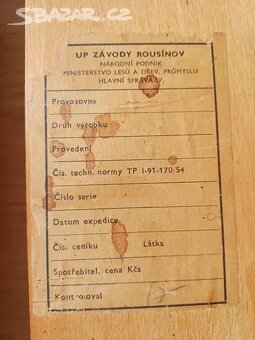 SBAZAR.CZ
UP ZÁVODY ROUSÍNOV
NÁRODNÍ PODNIK
MINISTERSTVO LESŮ A DŘEV. PRŮMYSLU
HLAVNÍ SPRÁVA IV.
Provozovna
Druh výrobku
Provedení
Čís. techn. normy TP I-91-170/54
Číslo serie
Datum expedice
Čís. ceníku Látka
Spotřebitel. cena Kčs
Kontroloval